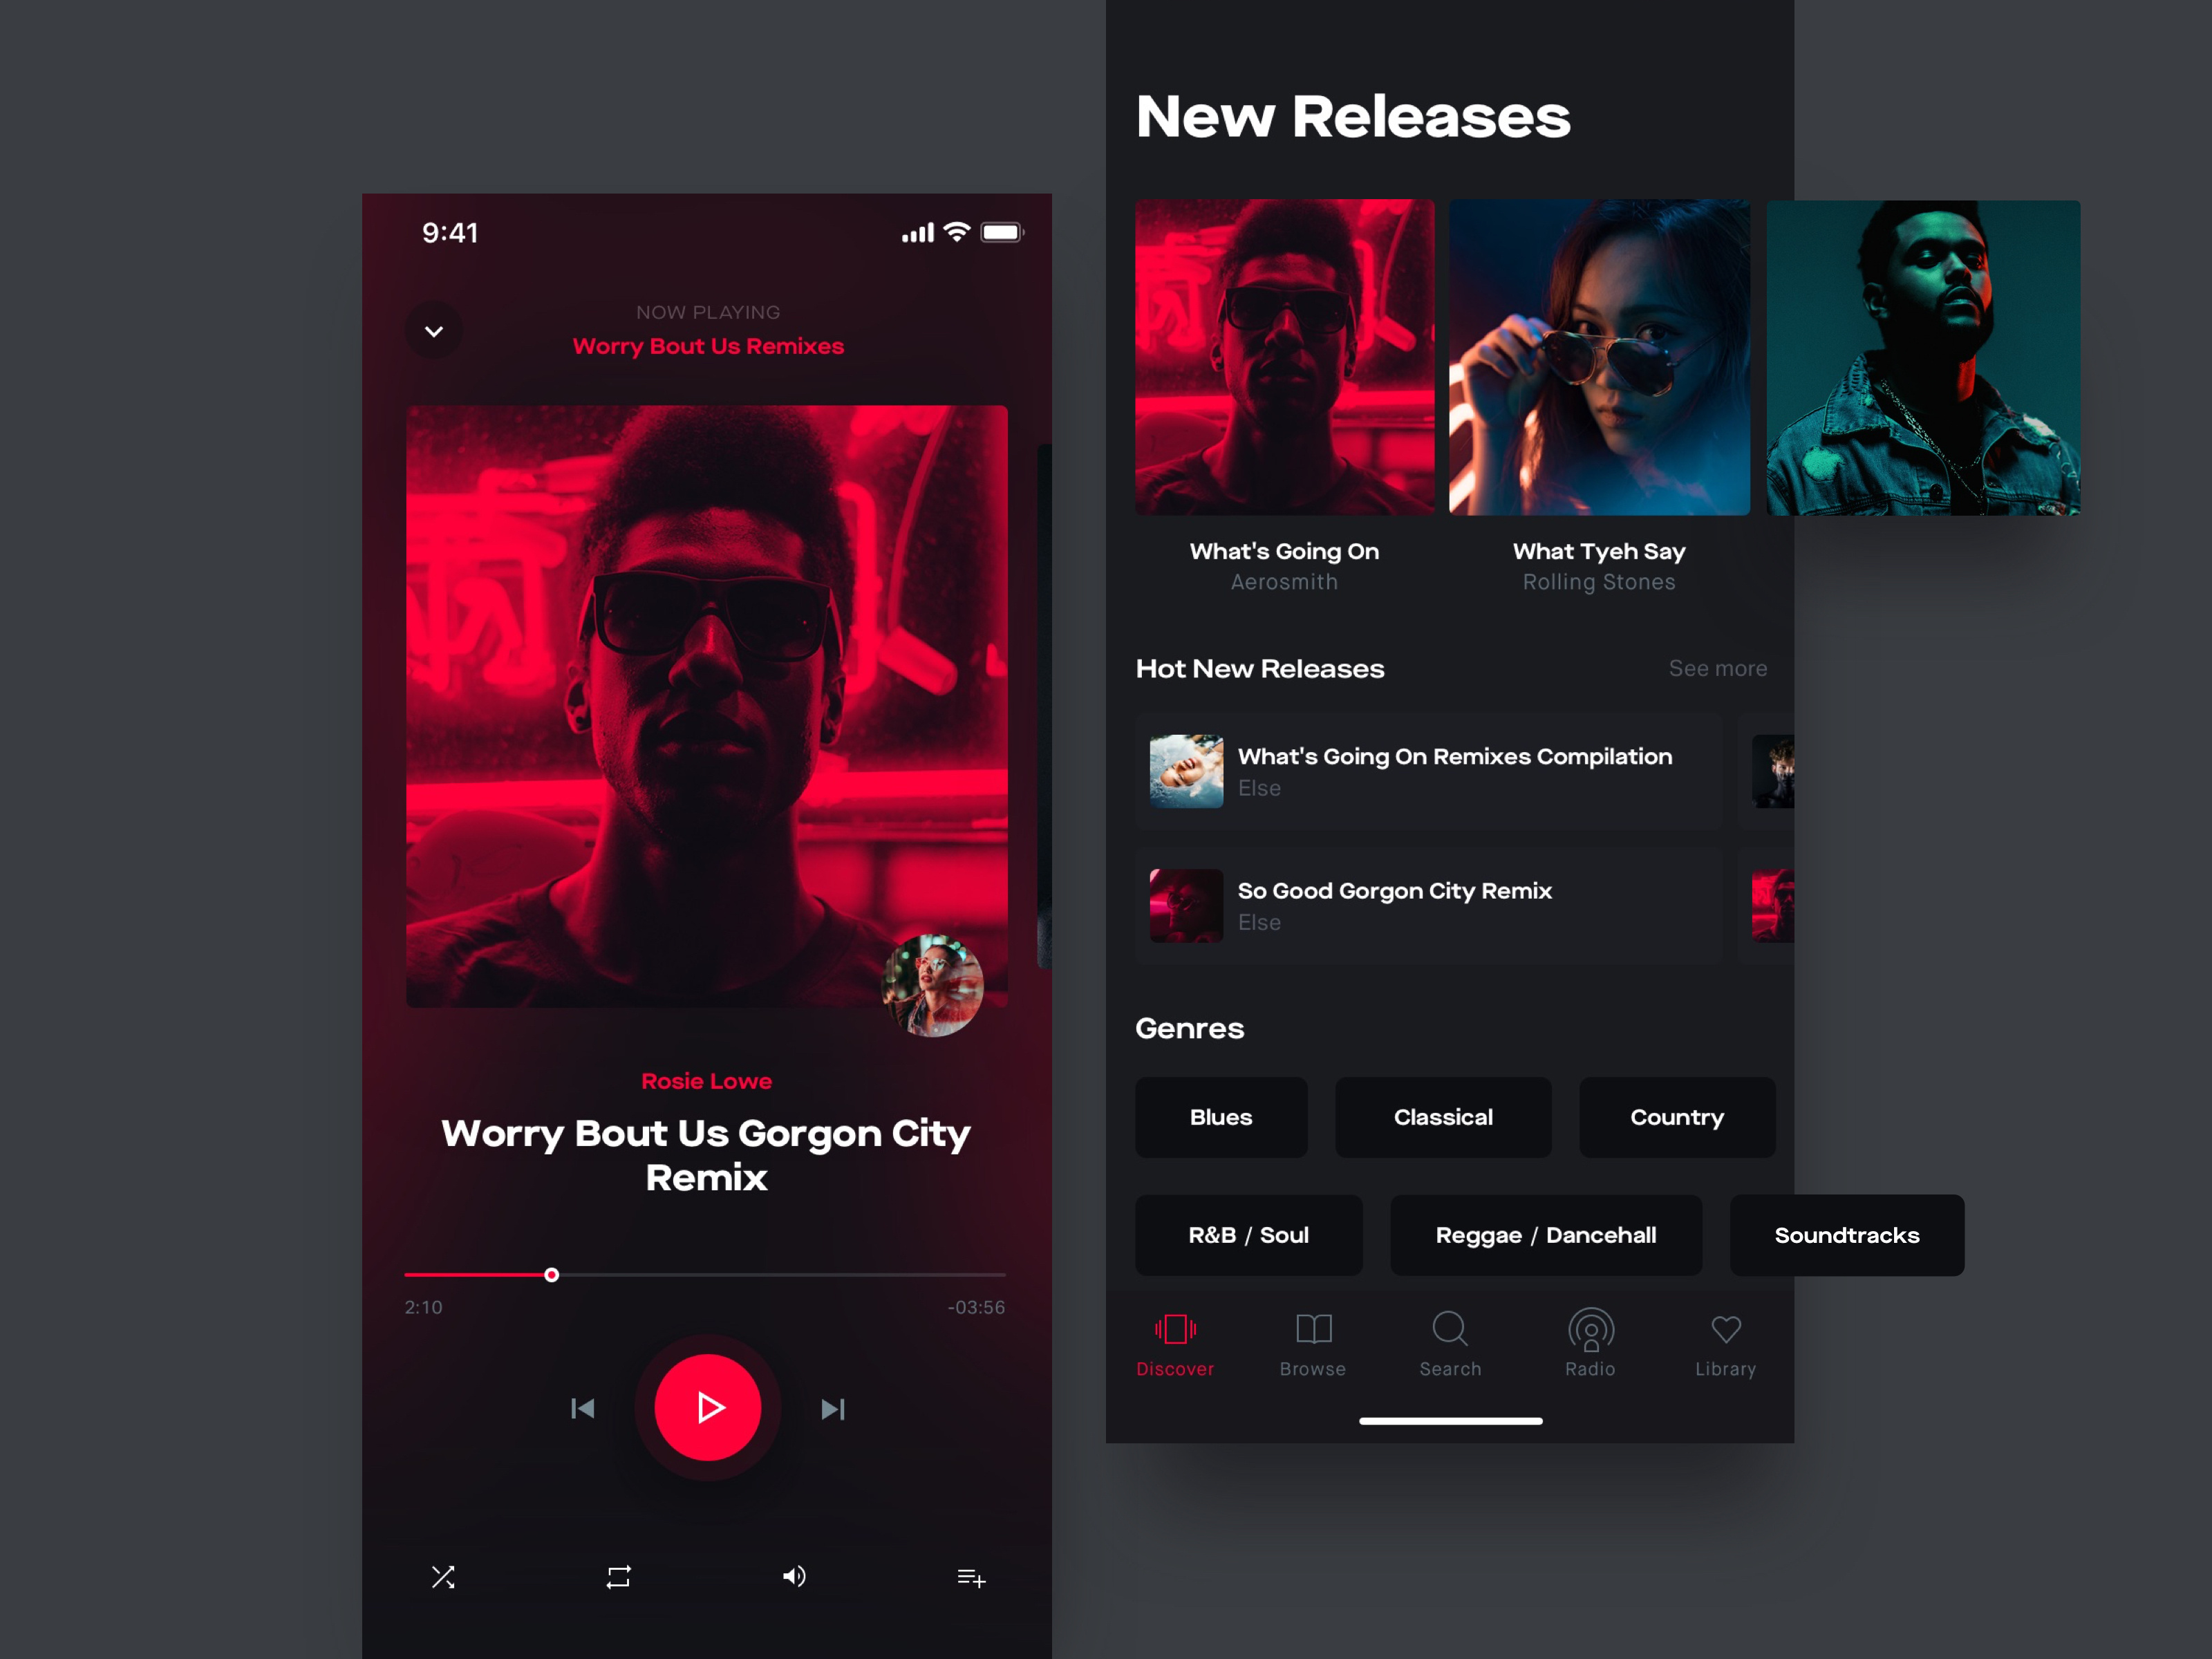 9:41
NOW PLAYING
Worry Bout Us Remixes
Rosie Lowe
Worry Bout Us Gorgon City
Remix
2:10
-03:56
New Releases
What's Going On
Aerosmith
What Tyeh Say
Rolling Stones
Hot New Releases
See more
What's Going On Remixes Compilation
Else
So Good Gorgon City Remix
Else
Genres
Blues
Classical
Country
R&B / Soul
Reggae / Dancehall
Soundtracks
Discover
Browse
Search
Radio
Library